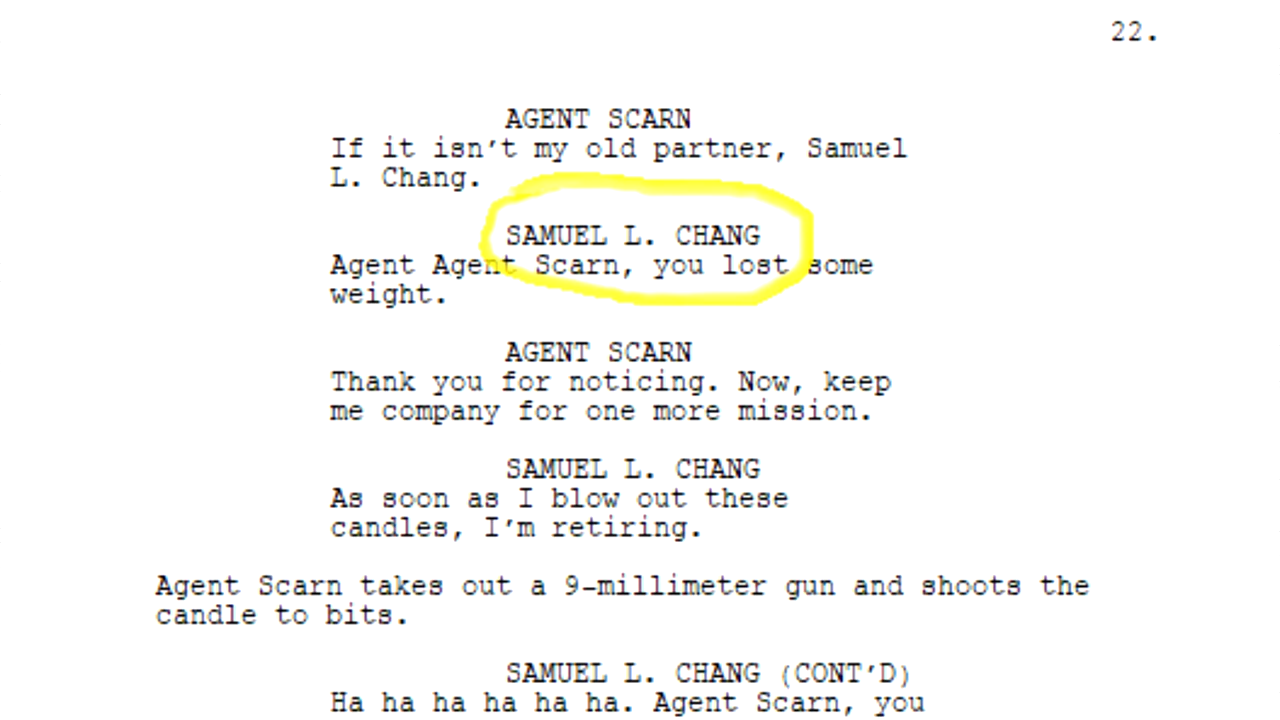 22.
AGENT SCARN
If it isn't my old partner, Samuel
L. Chang.
SAMUEL L. CHANG
Agent Agent Scarn, you lost some
weight.
AGENT SCARN
Thank you for noticing. Now, keep
me company for one more mission.
SAMUEL L. CHANG
As soon as I blow out these
candles, I'm retiring.
Agent Scarn takes out a 9-millimeter gun and shoots the
candle to bits.
SAMUEL L. CHANG (CONT'D)
Ha ha ha ha ha ha. Agent Scarn, you